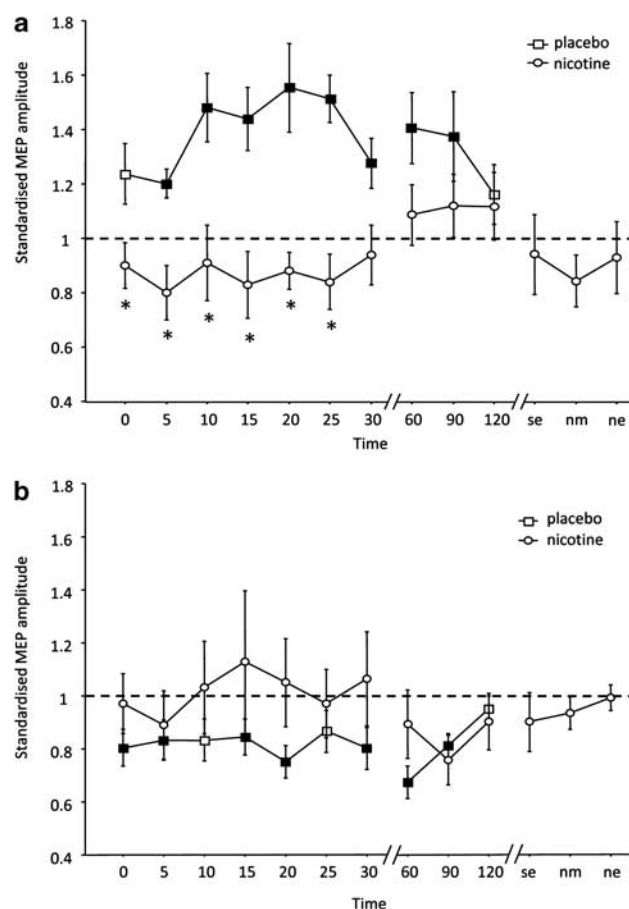 a
1.8
placebo
nicotine
1.6
1.4
1.2
1
0.8
0.6
0.4
Standardised MEP amplitude
* * * * * *
0 5 10 15 20 25 30 60 90 120 se nm ne
Time
b
1.8
placebo
nicotine
1.6
1.4
1.2
1
0.8
0.6
0.4
Standardised MEP amplitude
0 5 10 15 20 25 30 60 90 120 se nm ne
Time